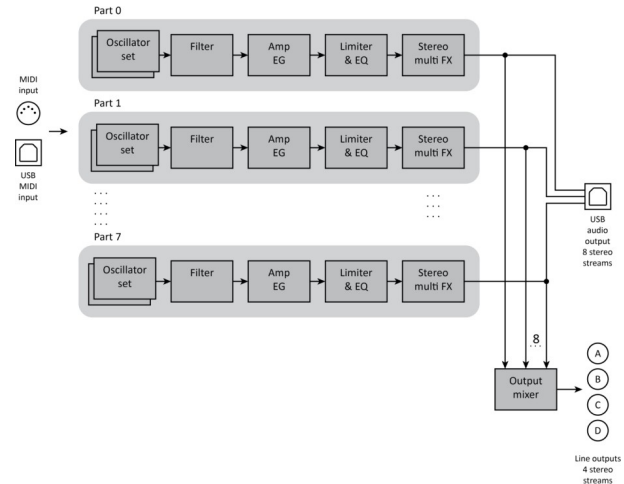 Part 0
Oscillator
set
Filter
Amp
EG
Limiter
& EQ
Stereo
multi FX
MIDI
input
USB
MIDI
input
Part 1
Oscillator
set
Filter
Amp
EG
Limiter
& EQ
Stereo
multi FX
. . .
. . .
. . .
. . .
. . .
. . .
. . .
Part 7
Oscillator
set
Filter
Amp
EG
Limiter
& EQ
Stereo
multi FX
USB
audio
output
8 stereo
streams
8
. . .
Output
mixer
A
B
C
D
Line outputs
4 stereo
streams